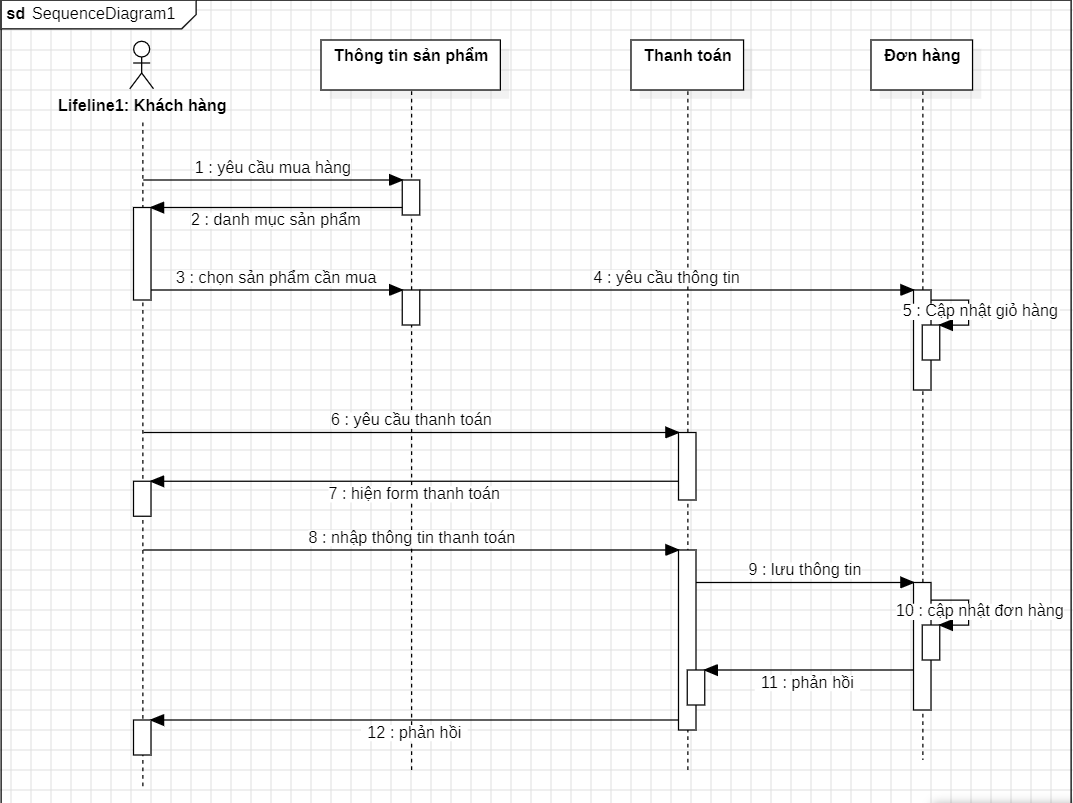 sd SequenceDiagram1
Thông tin sản phẩm
Thanh toán
Đơn hàng
Lifeline1: Khách hàng
1 : yêu cầu mua hàng
2 : danh mục sản phẩm
3 : chọn sản phẩm cần mua
4 : yêu cầu thông tin
5 : Cập nhật giỏ hàng
6 : yêu cầu thanh toán
7 : hiện form thanh toán
8 : nhập thông tin thanh toán
9 : lưu thông tin
10 : cập nhật đơn hàng
11 : phản hồi
12 : phản hồi